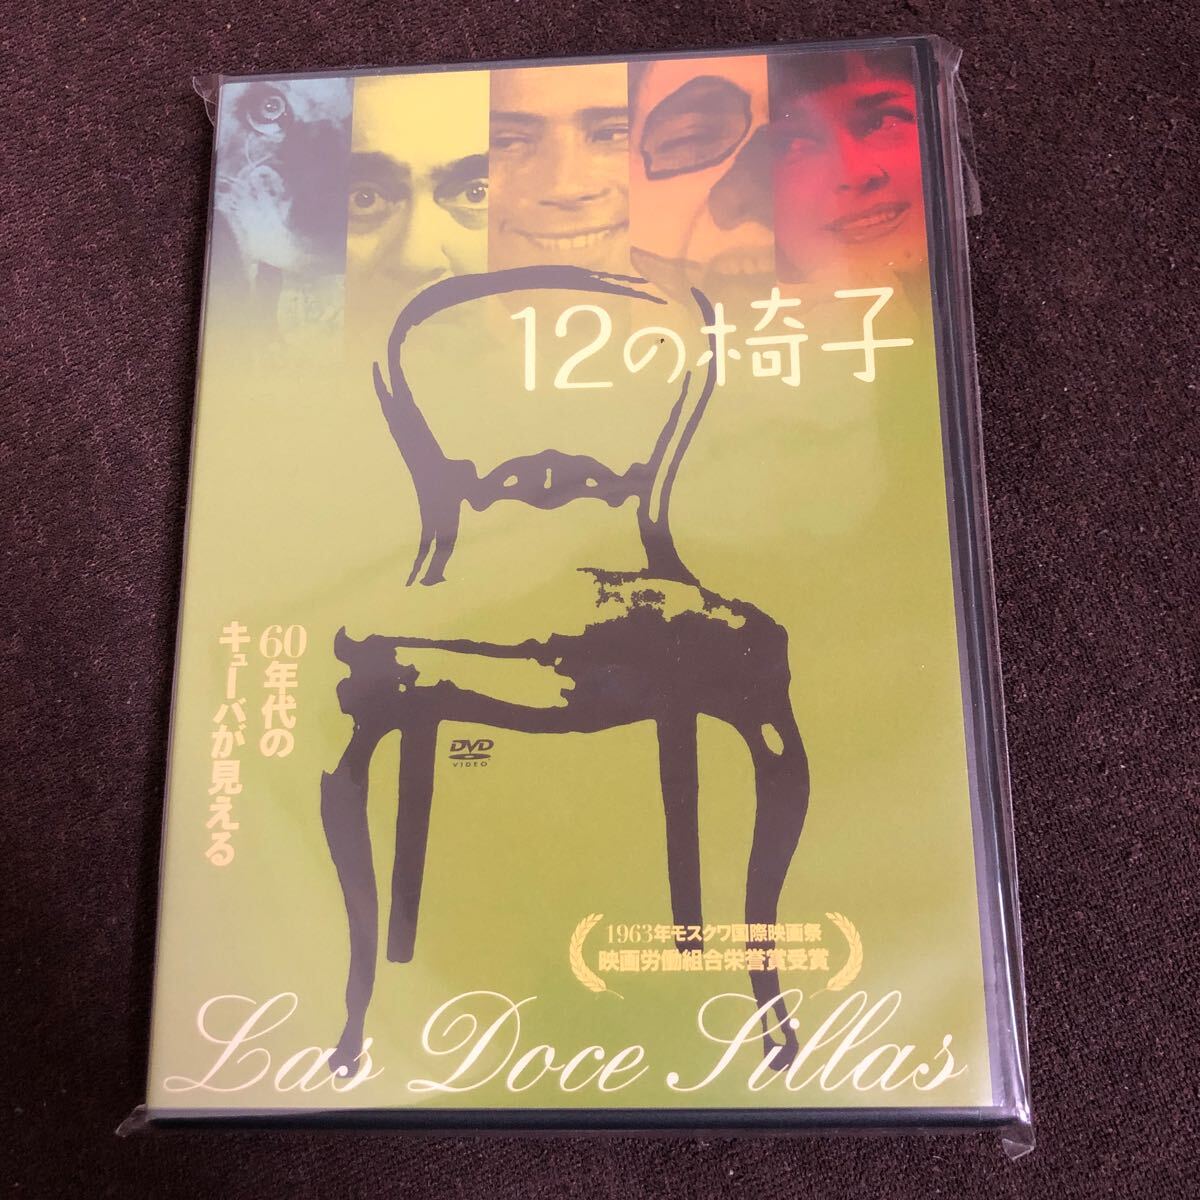 12の椅子
60年代の
キューバが見える
DVD
VIDEO
1963年モスクワ国際映画祭
映画労働組合栄誉賞受賞
Las Doce Sillas